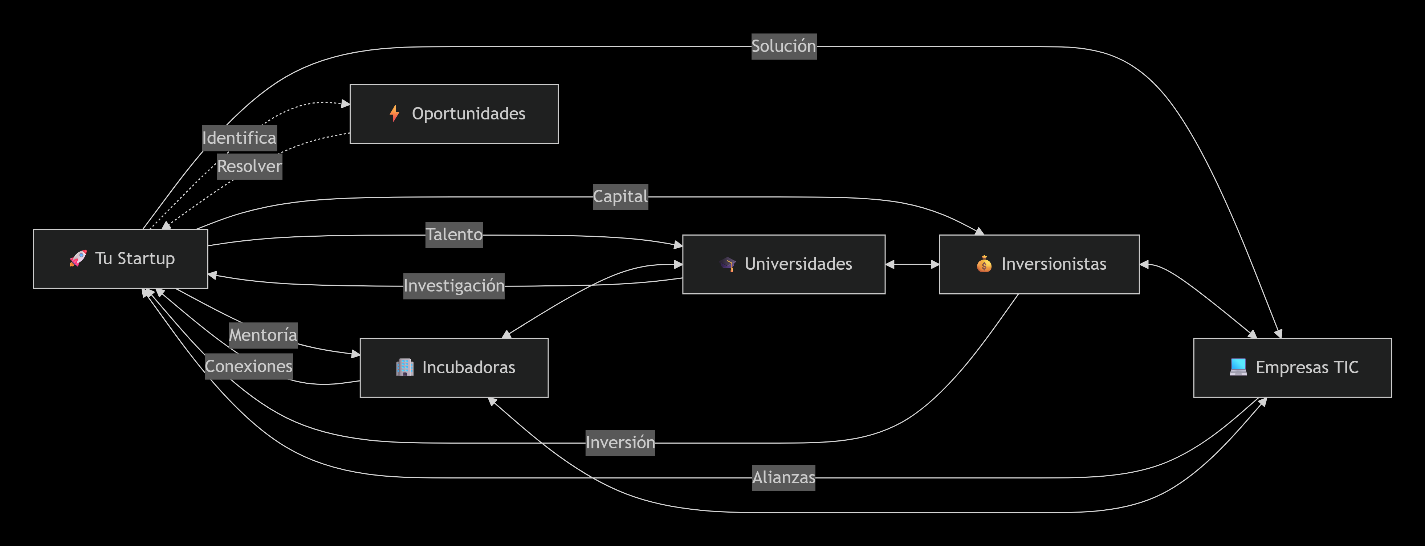 Solución
⚡ Oportunidades
Identifica
Resolver
Capital
Talento
🚀 Tu Startup
🎓 Universidades
💰 Inversionistas
Investigación
Mentoría
Conexiones
🏢 Incubadoras
💻 Empresas TIC
Inversión
Alianzas